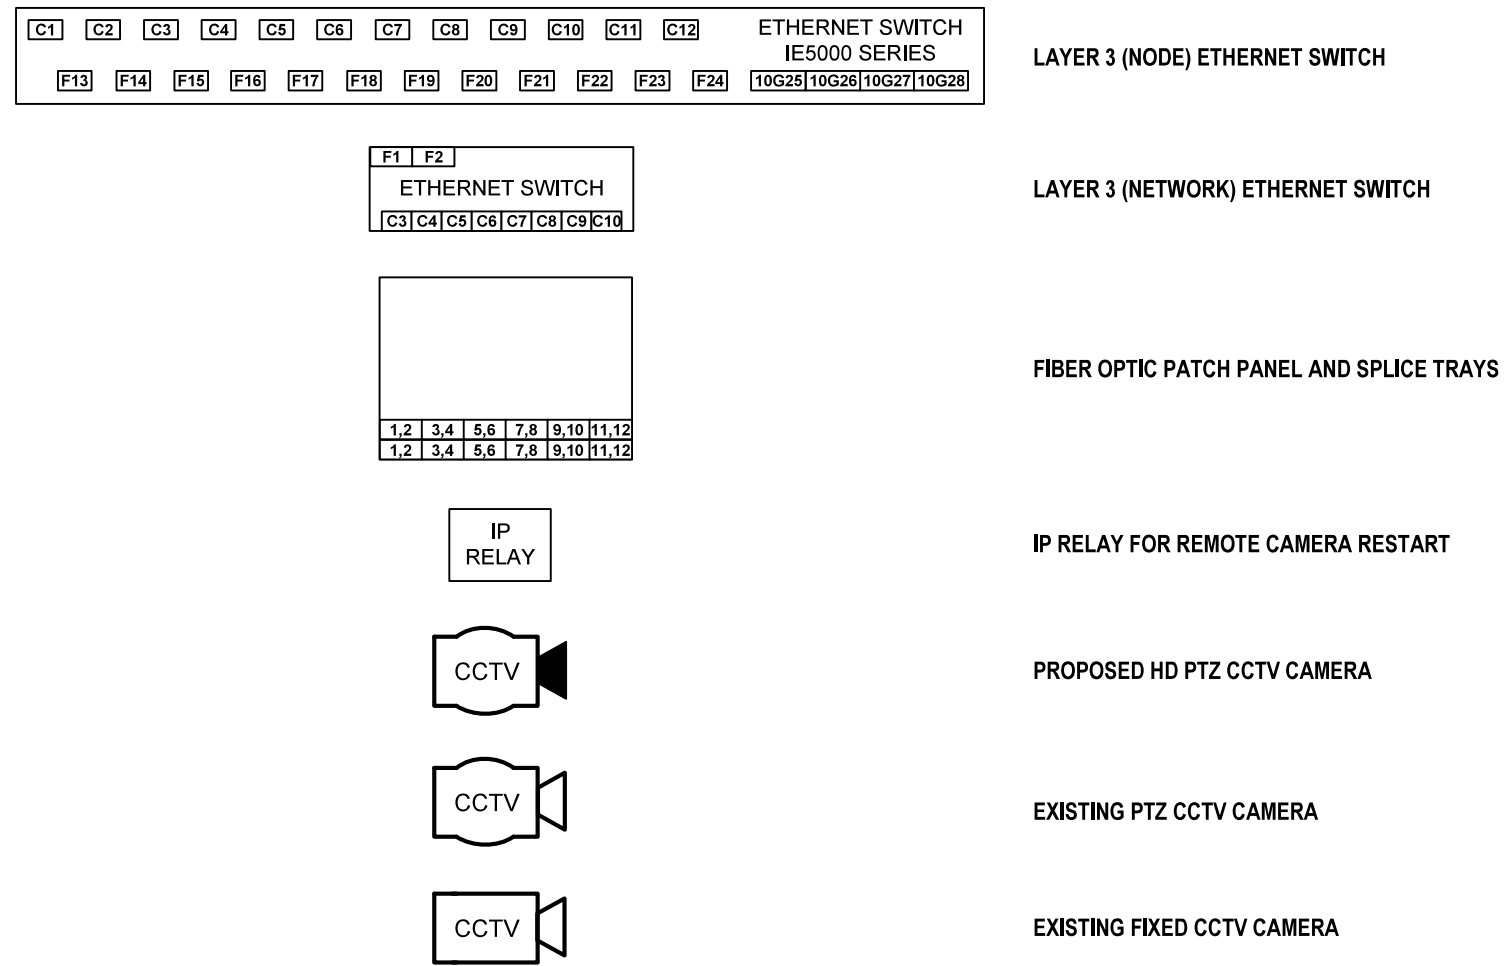 C1 C2 C3 C4 C5 C6 C7 C8 C9 C10 C11 C12
ETHERNET SWITCH
IE5000 SERIES
F13 F14 F15 F16 F17 F18 F19 F20 F21 F22 F23 F24 10G25 10G26 10G27 10G28
LAYER 3 (NODE) ETHERNET SWITCH
F1 F2
ETHERNET SWITCH
C3 C4 C5 C6 C7 C8 C9 C10
LAYER 3 (NETWORK) ETHERNET SWITCH
1,2 3,4 5,6 7,8 9,10 11,12
1,2 3,4 5,6 7,8 9,10 11,12
FIBER OPTIC PATCH PANEL AND SPLICE TRAYS
IP
RELAY
IP RELAY FOR REMOTE CAMERA RESTART
CCTV
PROPOSED HD PTZ CCTV CAMERA
CCTV
EXISTING PTZ CCTV CAMERA
CCTV
EXISTING FIXED CCTV CAMERA